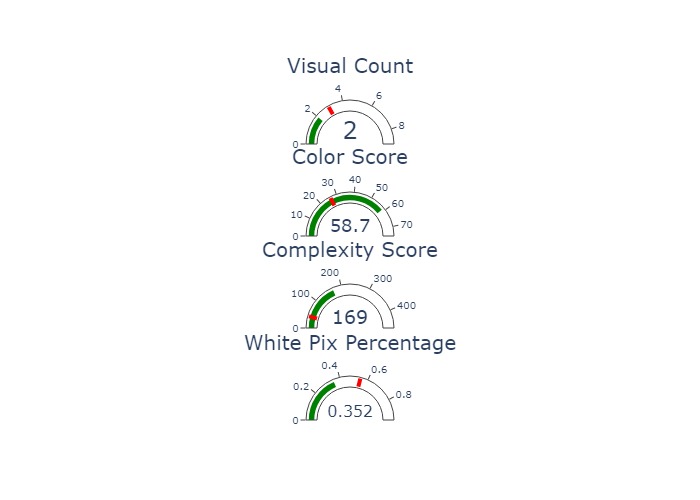 Visual Count
0 2 4 6 8
2
Color Score
0 10 20 30 40 50 60 70
58.7
Complexity Score
0 100 200 300 400
169
White Pix Percentage
0 0.2 0.4 0.6 0.8
0.352